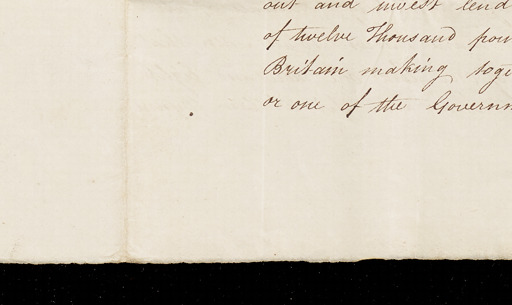 out and invest lend
of twelve Thousand pou
Britain making toge
or one of the Governm